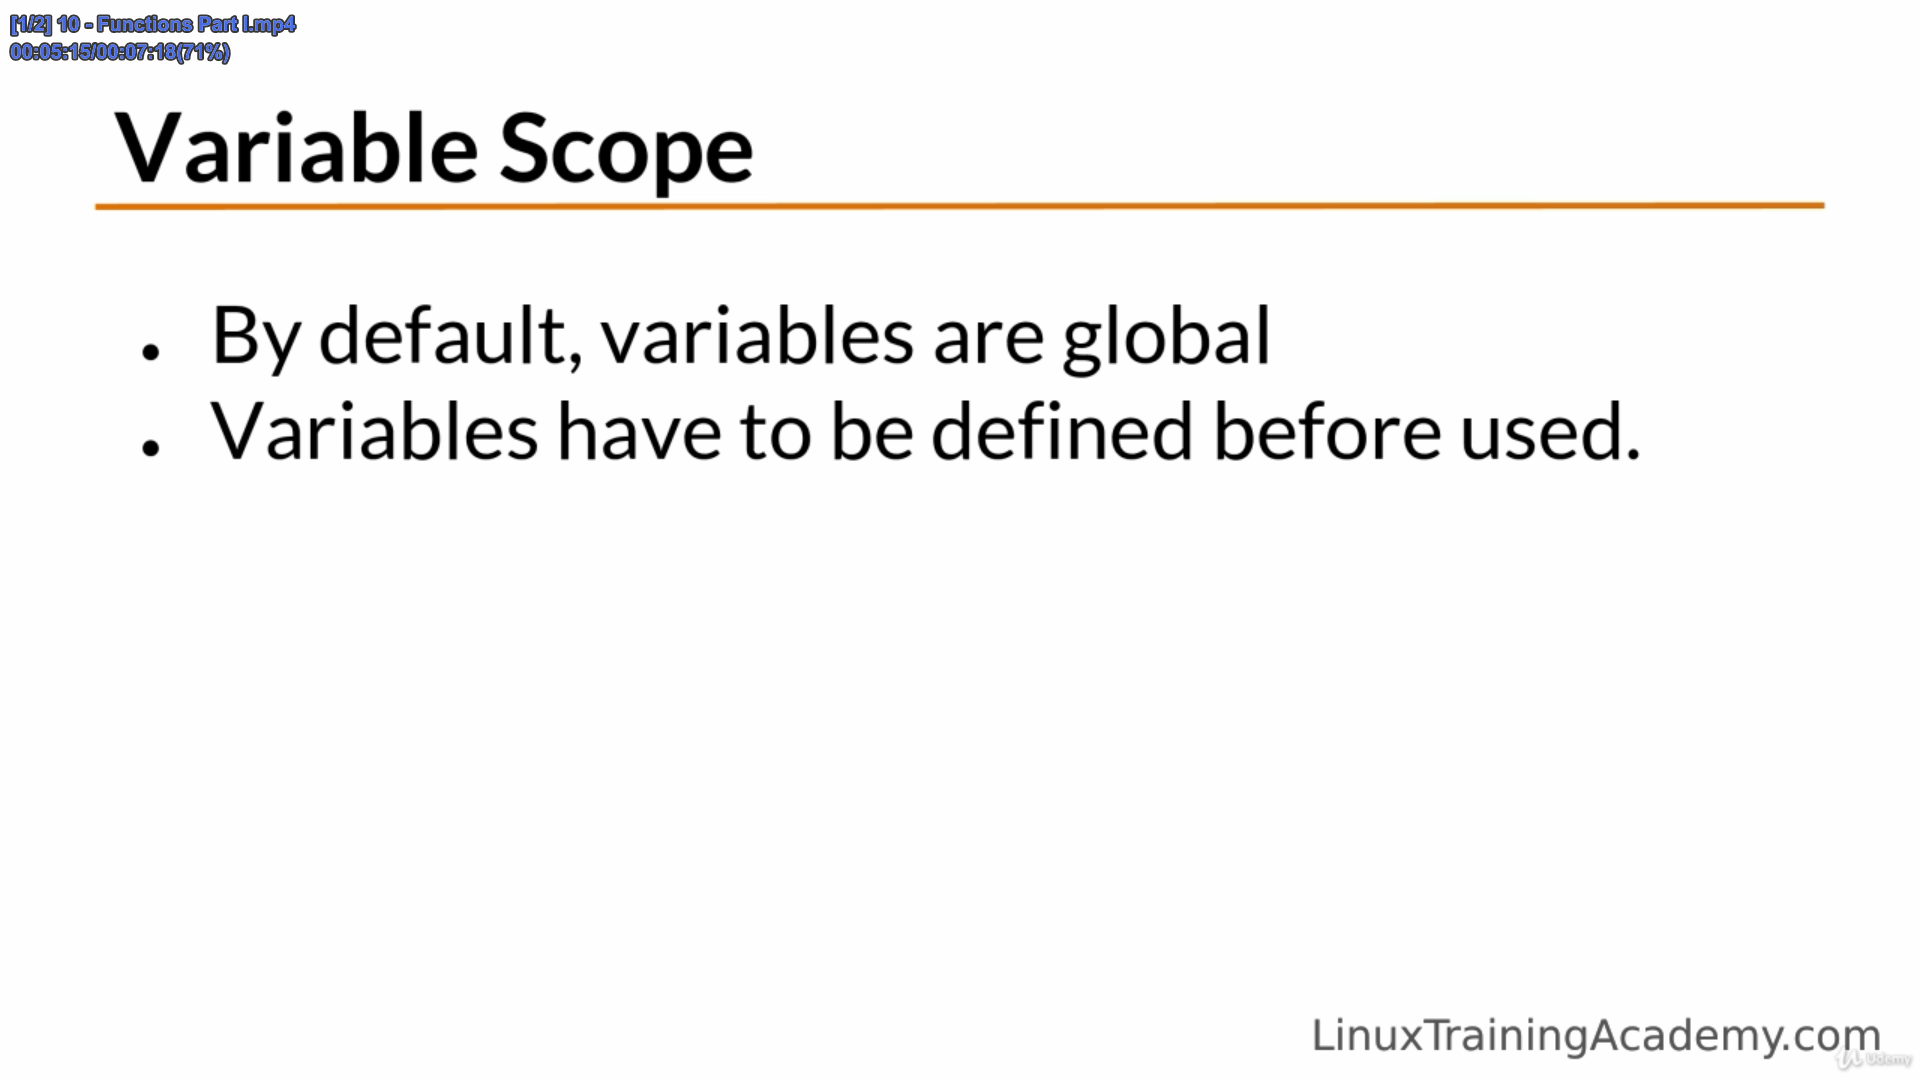 [1/2] 10 - Functions Part I.mp4
00:05:15/00:07:18(71%)
Variable Scope
• By default, variables are global
• Variables have to be defined before used.
LinuxTrainingAcademy.com
Udemy